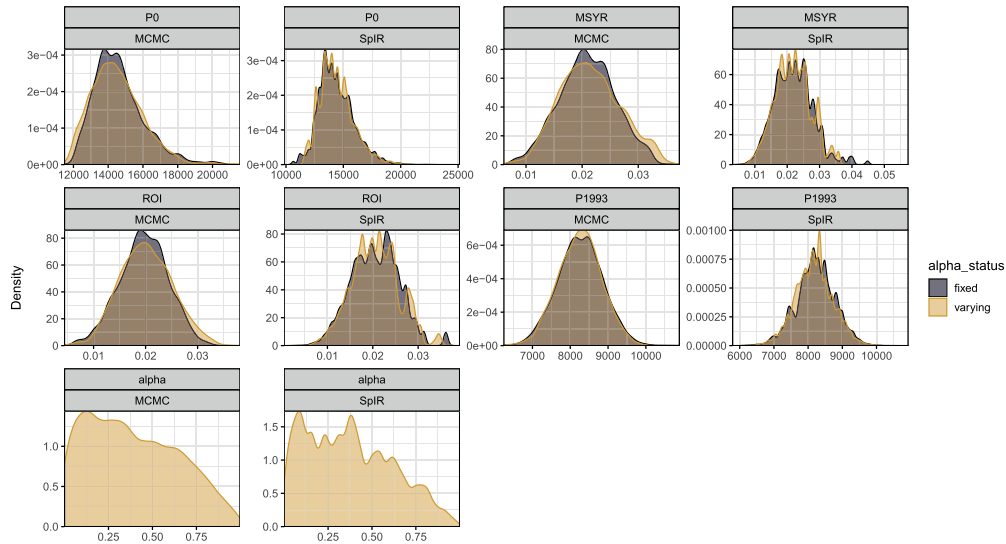 P0 P0 MSYR MSYR
MCMC SpIR MCMC SpIR
3e−04 3e−04 80 60
2e−04 2e−04 60 40
1e−04 1e−04 40 20
0e+00 0e+00 20 0
0
12000 14000 16000 18000 20000 10000 15000 20000 25000 0.01 0.02 0.03 0.01 0.02 0.03 0.04 0.05
ROI ROI P1993 P1993
MCMC SpIR MCMC SpIR
80 80 6e−04 0.00100
60 60 4e−04 0.00075
40 40 2e−04 0.00050
20 20 0e+00 0.00025
0 0 0.00000
0.01 0.02 0.03 0.01 0.02 0.03 7000 8000 9000 10000 6000 7000 8000 9000 10000
alpha alpha
MCMC SpIR
1.0 1.5
0.5 1.0
0.0 0.5
0.0
0.25 0.50 0.75 0.25 0.50 0.75
Density
alpha_status
fixed
varying